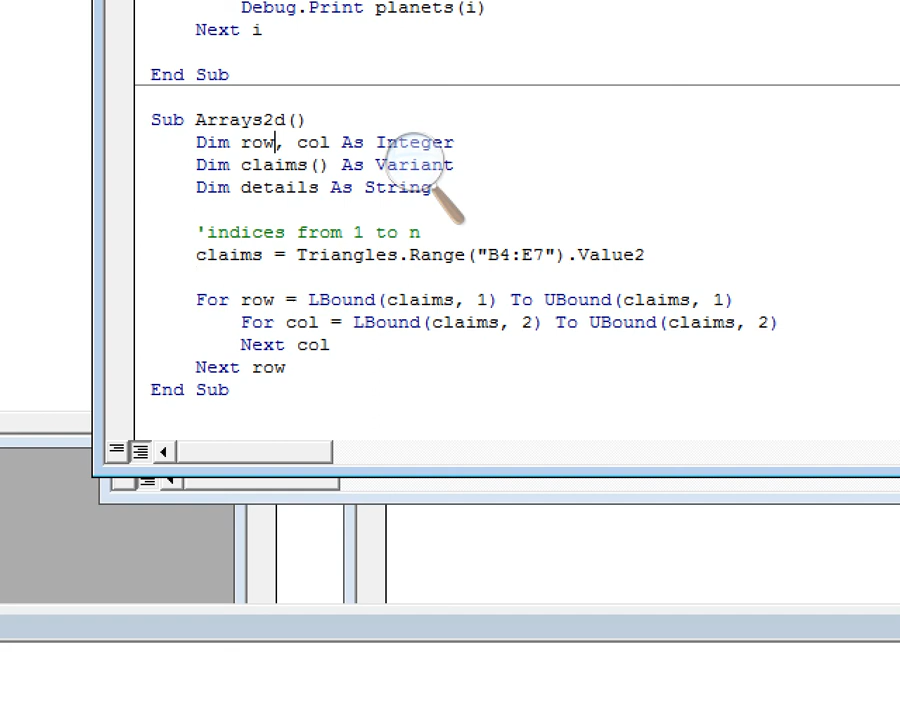 Debug.Print planets(i)
Next i
End Sub
Sub Arrays2d()
Dim row, col As Integer
Dim claims() As Variant
Dim details As String
'indices from 1 to n
claims = Triangles.Range("B4:E7").Value2
For row = LBound(claims, 1) To UBound(claims, 1)
For col = LBound(claims, 2) To UBound(claims, 2)
Next col
Next row
End Sub